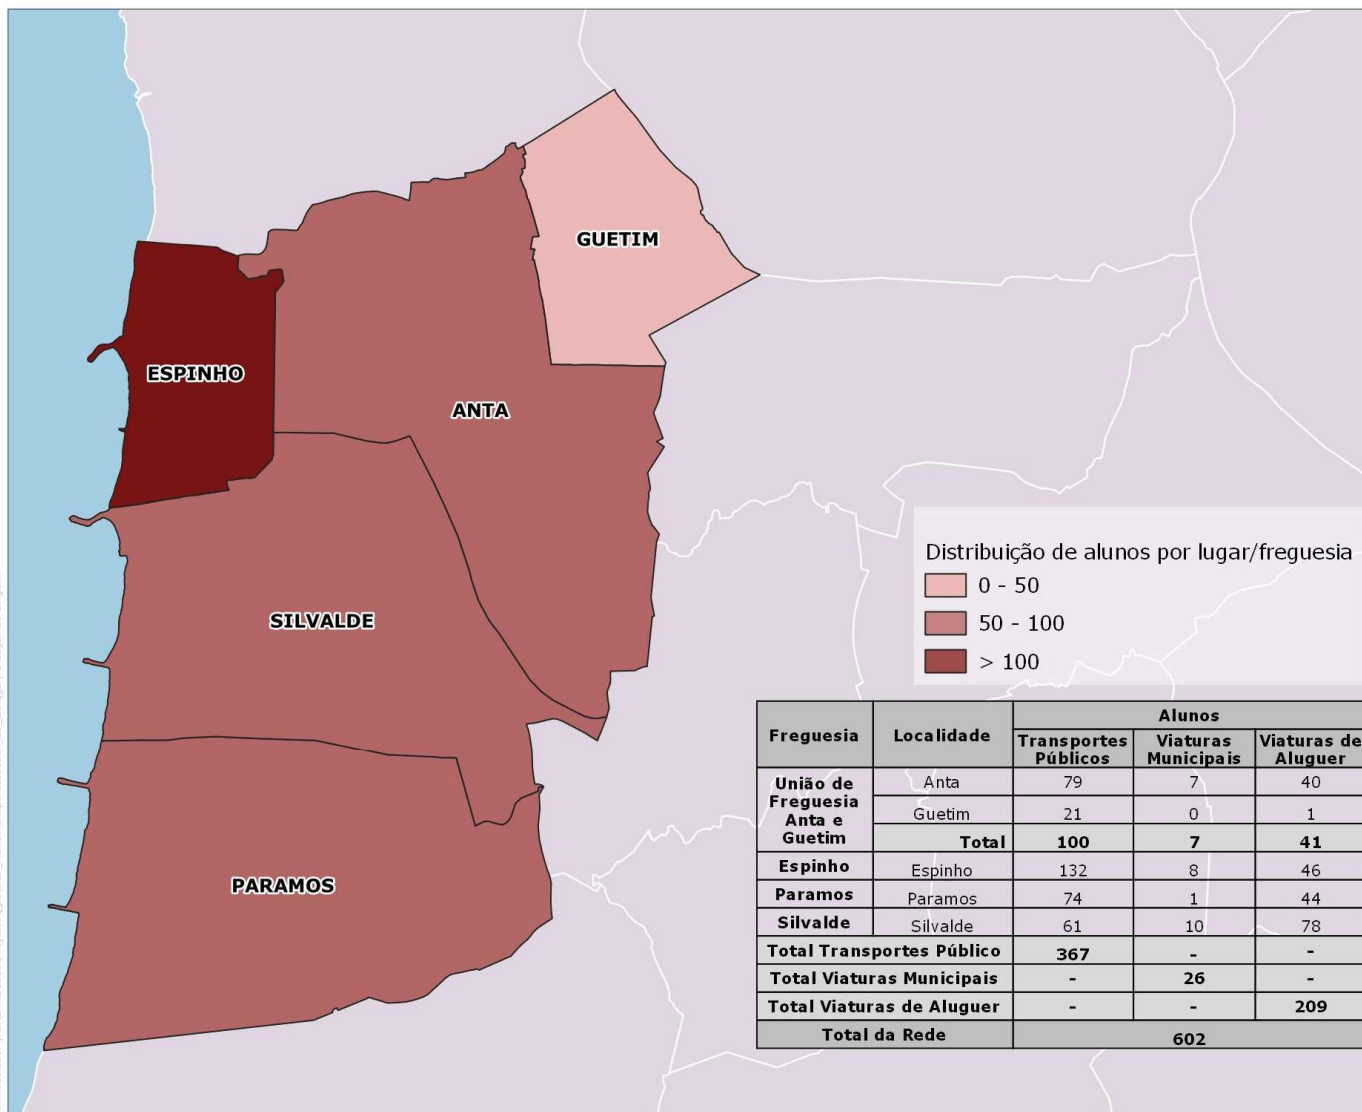 GUETIM
ESPINHO
ANTA
SILVALDE
PARAMOS
Distribuição de alunos por lugar/freguesia
0 - 50
50 - 100
> 100
Freguesia Localidade Alunos
Transportes Públicos Viaturas Municipais Viaturas de Aluguer
União de Freguesia Anta e Guetim Anta 79 7 40
Guetim 21 0 1
Total 100 7 41
Espinho Espinho 132 8 46
Paramos Paramos 74 1 44
Silvalde Silvalde 61 10 78
Total Transportes Público 367 - -
Total Viaturas Municipais - 26 -
Total Viaturas de Aluguer - - 209
Total da Rede 602